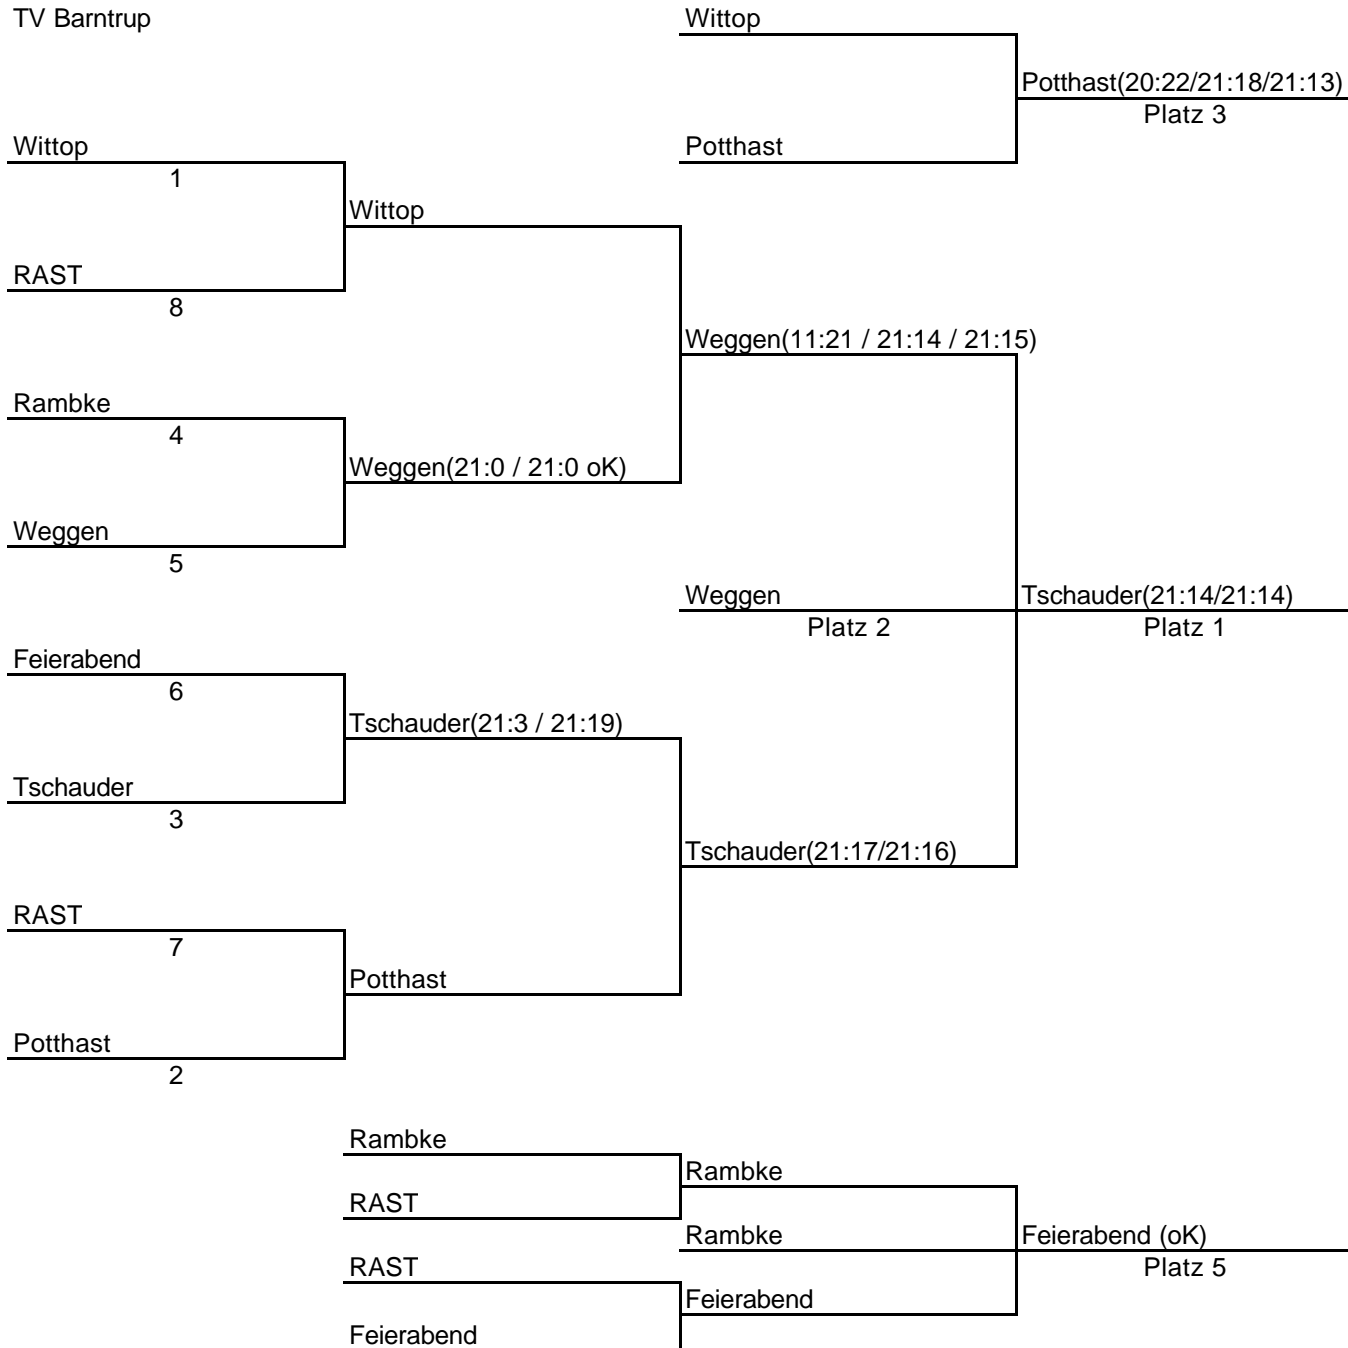 TV Barntrup
Wittop
Potthast(20:22/21:18/21:13)
Platz 3
Wittop
Potthast
1
Wittop
RAST
8
Weggen(11:21 / 21:14 / 21:15)
Rambke
4
Weggen(21:0 / 21:0 oK)
Weggen
5
Weggen
Tschauder(21:14/21:14)
Platz 2
Platz 1
Feierabend
6
Tschauder(21:3 / 21:19)
Tschauder
3
Tschauder(21:17/21:16)
RAST
7
Potthast
Potthast
2
Rambke
Rambke
RAST
Rambke
Feierabend (oK)
RAST
Platz 5
Feierabend
Feierabend